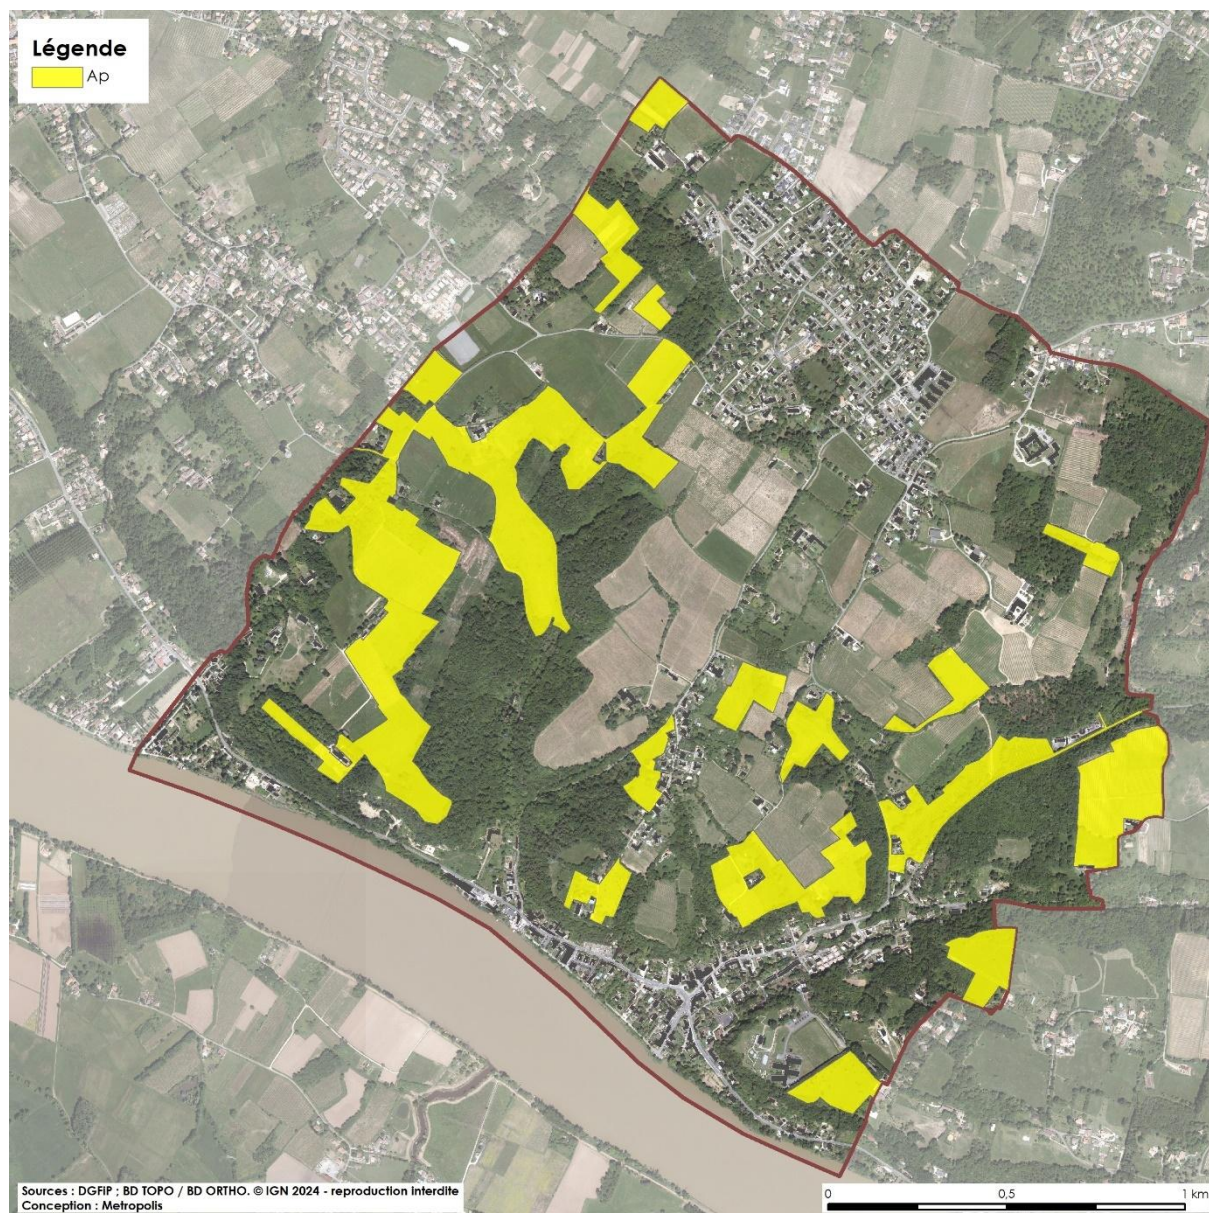 Légende
Ap
Sources : DGFIP ; BD TOPO / BD ORTHO. © IGN 2024 - reproduction interdite
Conception : Metropolis
0 0,5 1 km